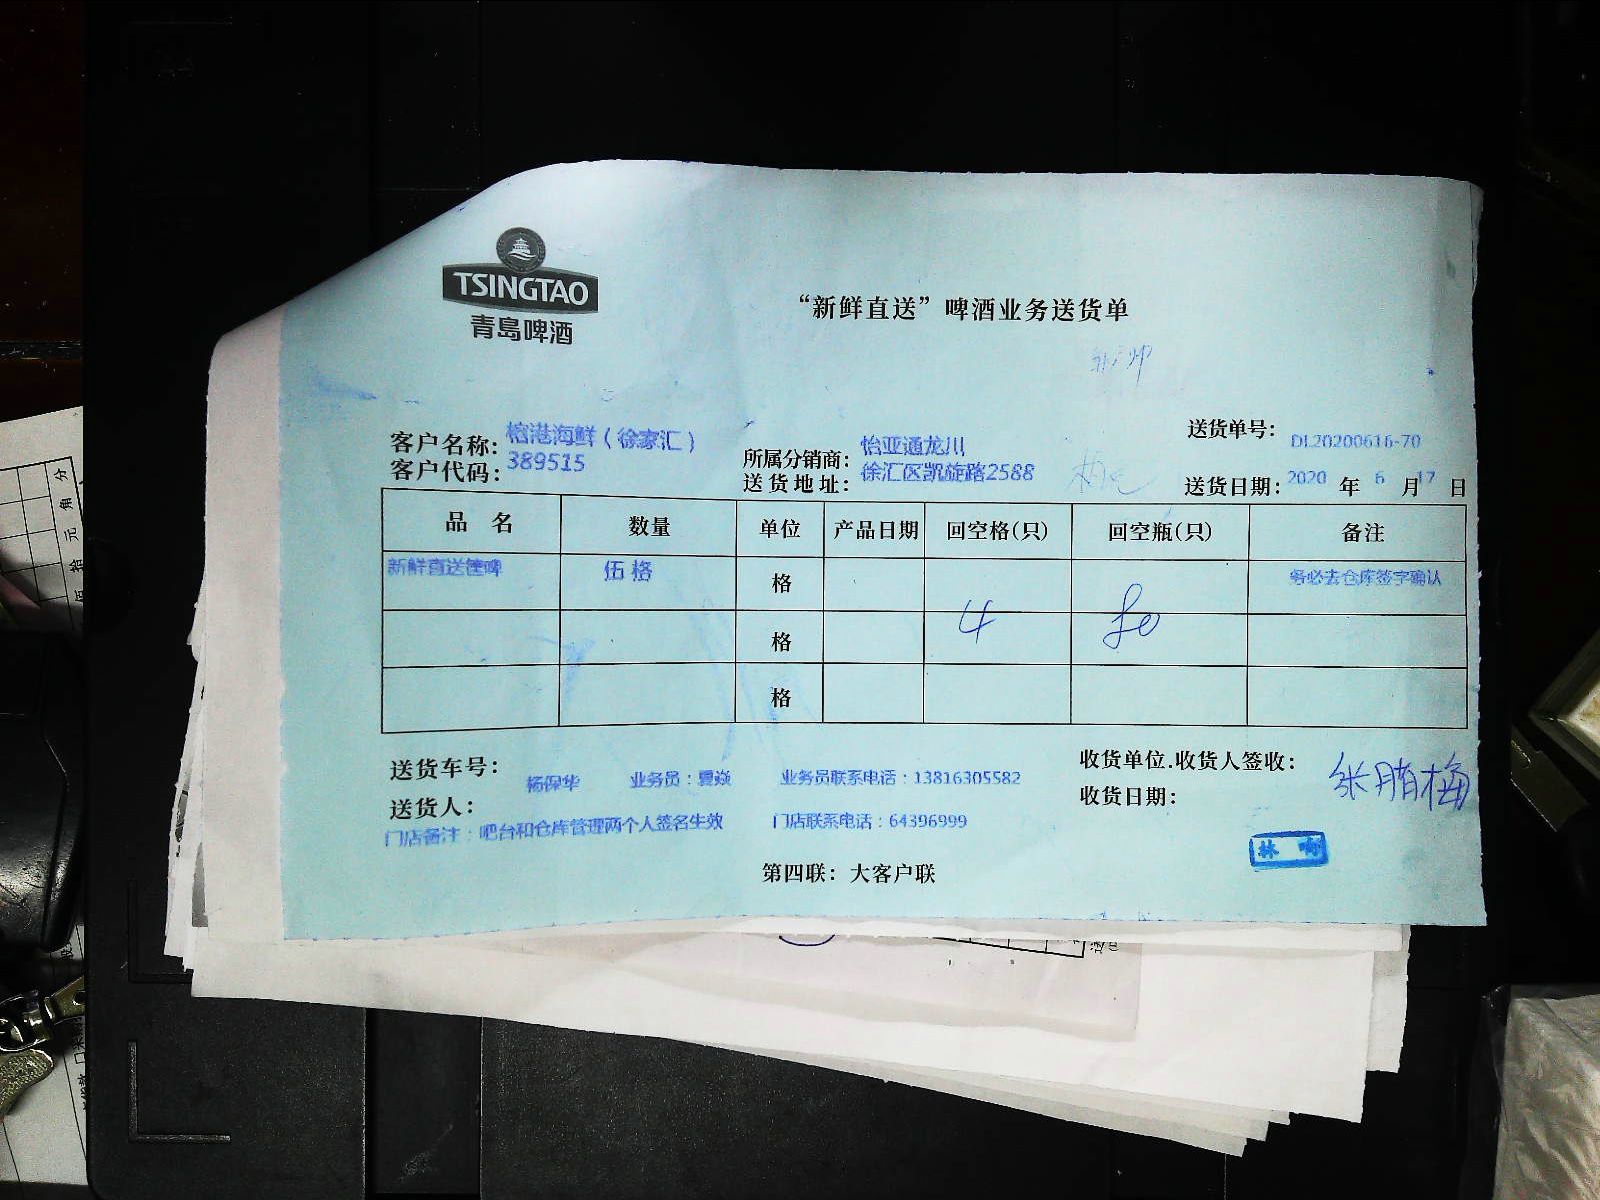 TSINGTAO
青岛啤酒
“新鲜直送”啤酒业务送货单
客户名称: 榕港海鲜（徐家汇）
客户代码: 389515
所属分销商: 怡亚通龙川
送货地址: 徐汇区凯旋路2588
送货单号: DL20200616-70
送货日期: 2020 年 6 月 17 日
品名 数量 单位 产品日期 回空格(只) 回空瓶(只) 备注
新鲜直送筐啤 伍格 格 务必去仓库签字确认
格 4
格
送货车号:
杨保华 业务员：夏焱 业务员联系电话：13816305582
送货人:
门店备注：吧台和仓库管理两个人签名生效 门店联系电话：64396999
收货单位.收货人签收:
收货日期:
第四联: 大客户联
元 角 分